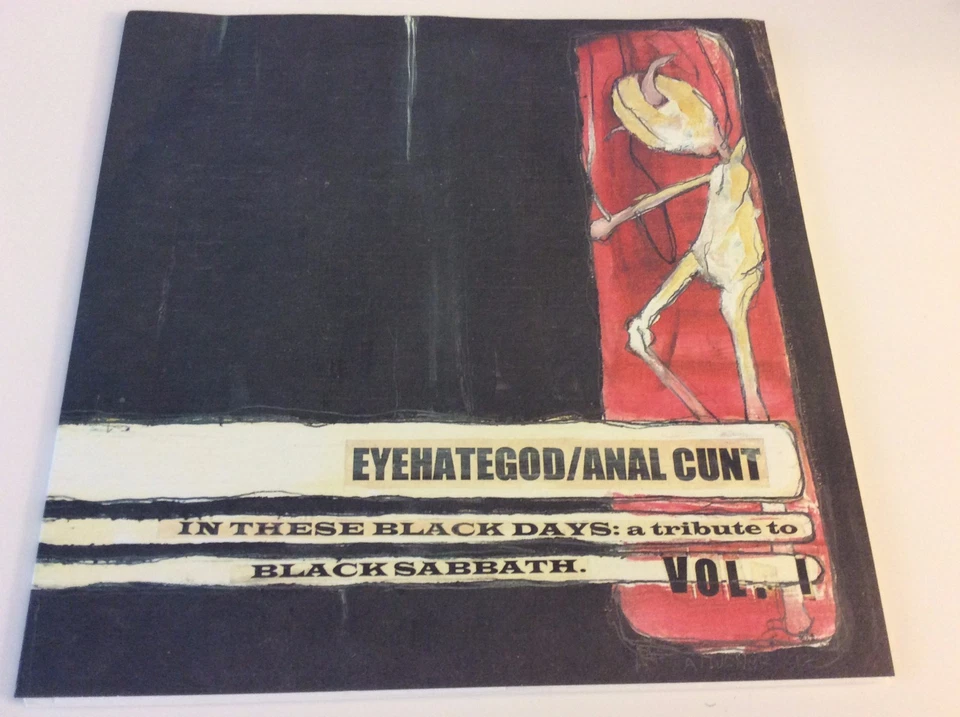 EYEHATEGOD/ANAL CUNT
IN THESE BLACK DAYS: a tribute to
BLACK SABBATH.
VOL. I